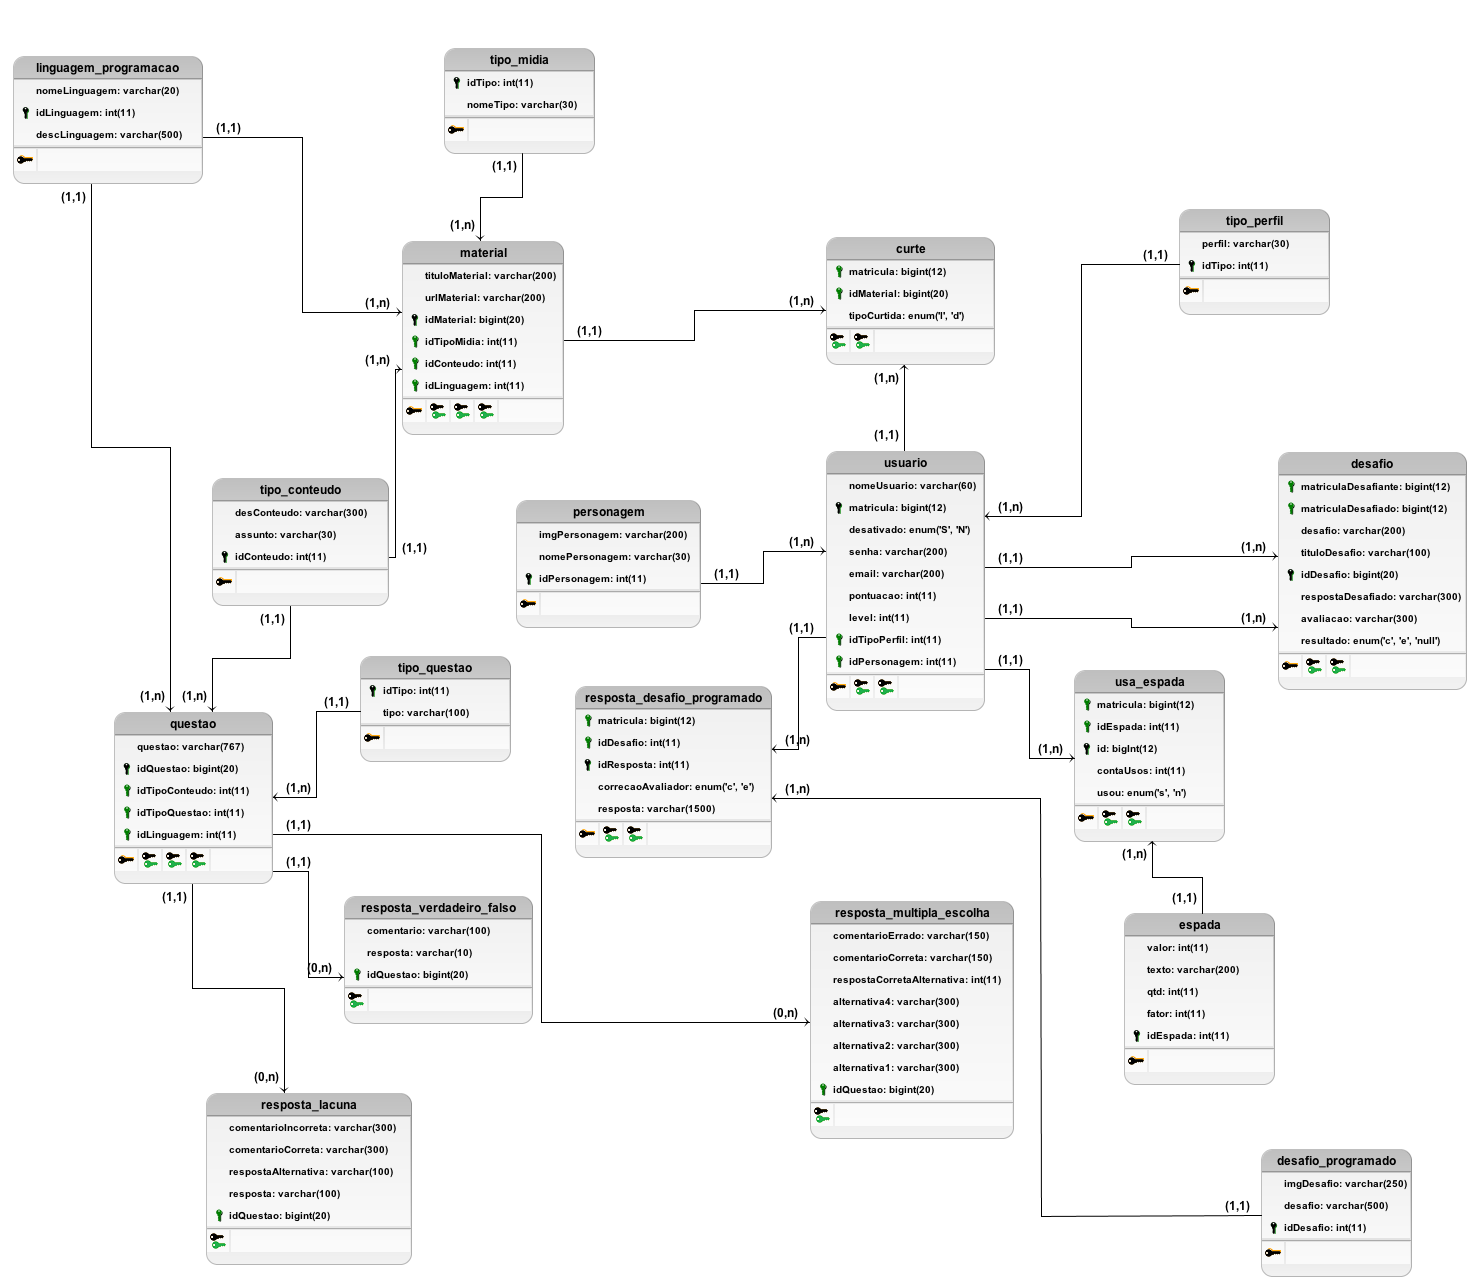 linguagem_programacao
nomeLinguagem: varchar(20)
idLinguagem: int(11)
descLinguagem: varchar(500)
(1,1)
(1,1)
tipo_midia
idTipo: int(11)
nomeTipo: varchar(30)
(1,1)
(1,n)
material
tituloMaterial: varchar(200)
urlMaterial: varchar(200)
idMaterial: bigint(20)
idTipoMidia: int(11)
idConteudo: int(11)
idLinguagem: int(11)
(1,n)
(1,n)
(1,1)
(1,n)
curte
matricula: bigint(12)
idMaterial: bigint(20)
tipoCurtida: enum('l', 'd')
(1,n)
(1,1)
tipo_perfil
perfil: varchar(30)
idTipo: int(11)
(1,1)
(1,n)
usuario
nomeUsuario: varchar(60)
matricula: bigint(12)
desativado: enum('S', 'N')
senha: varchar(200)
email: varchar(200)
pontuacao: int(11)
level: int(11)
idTipoPerfil: int(11)
idPersonagem: int(11)
(1,n)
(1,1)
(1,1)
(1,1)
(1,1)
(1,n)
(1,n)
desafio
matriculaDesafiante: bigint(12)
matriculaDesafiado: bigint(12)
desafio: varchar(200)
tituloDesafio: varchar(100)
idDesafio: bigint(20)
respostaDesafiado: varchar(300)
avaliacao: varchar(300)
resultado: enum('c', 'e', 'null')
tipo_conteudo
desConteudo: varchar(300)
assunto: varchar(30)
idConteudo: int(11)
(1,1)
(1,1)
personagem
imgPersonagem: varchar(200)
nomePersonagem: varchar(30)
idPersonagem: int(11)
(1,1)
tipo_questao
idTipo: int(11)
tipo: varchar(100)
(1,1)
(1,n)
(1,n)
(1,n)
questao
questao: varchar(767)
idQuestao: bigint(20)
idTipoConteudo: int(11)
idTipoQuestao: int(11)
idLinguagem: int(11)
(1,1)
(1,1)
(1,1)
resposta_desafio_programado
matricula: bigint(12)
idDesafio: int(11)
idResposta: int(11)
correcaoAvaliador: enum('c', 'e')
resposta: varchar(1500)
(1,n)
(1,n)
usa_espada
matricula: bigint(12)
idEspada: int(11)
id: bigInt(12)
contaUsos: int(11)
usou: enum('s', 'n')
(1,n)
(1,n)
(1,1)
espada
valor: int(11)
texto: varchar(200)
qtd: int(11)
fator: int(11)
idEspada: int(11)
resposta_verdadeiro_falso
comentario: varchar(100)
resposta: varchar(10)
idQuestao: bigint(20)
(0,n)
resposta_multipla_escolha
comentarioErrado: varchar(150)
comentarioCorreta: varchar(150)
respostaCorretaAlternativa: int(11)
alternativa4: varchar(300)
alternativa3: varchar(300)
alternativa2: varchar(300)
alternativa1: varchar(300)
idQuestao: bigint(20)
(0,n)
(0,n)
resposta_lacuna
comentarioIncorreta: varchar(300)
comentarioCorreta: varchar(300)
respostaAlternativa: varchar(100)
resposta: varchar(100)
idQuestao: bigint(20)
desafio_programado
imgDesafio: varchar(250)
desafio: varchar(500)
idDesafio: int(11)
(1,1)